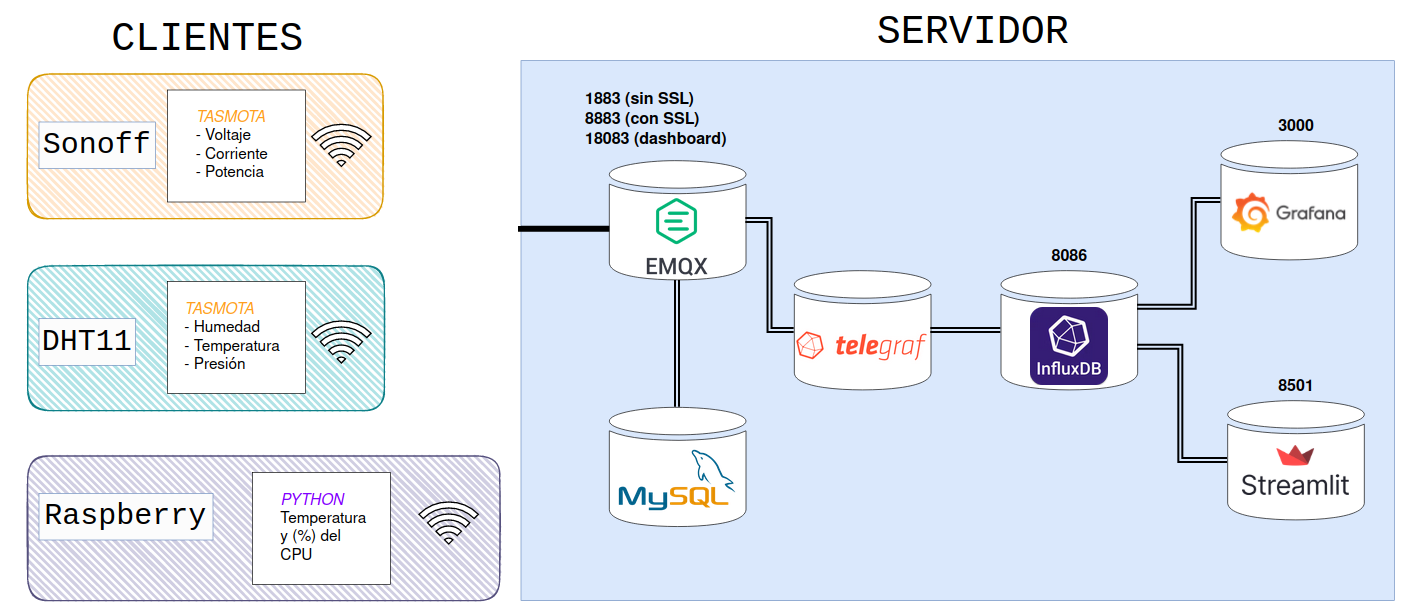 CLIENTES
Sonoff
TASMOTA
- Voltaje
- Corriente
- Potencia
DHT11
TASMOTA
- Humedad
- Temperatura
- Presión
Raspberry
PYTHON
Temperatura
y (%) del
CPU
SERVIDOR
1883 (sin SSL)
8883 (con SSL)
18083 (dashboard)
EMQX
MySQL
telegraf
8086
InfluxDB
3000
Grafana
8501
Streamlit